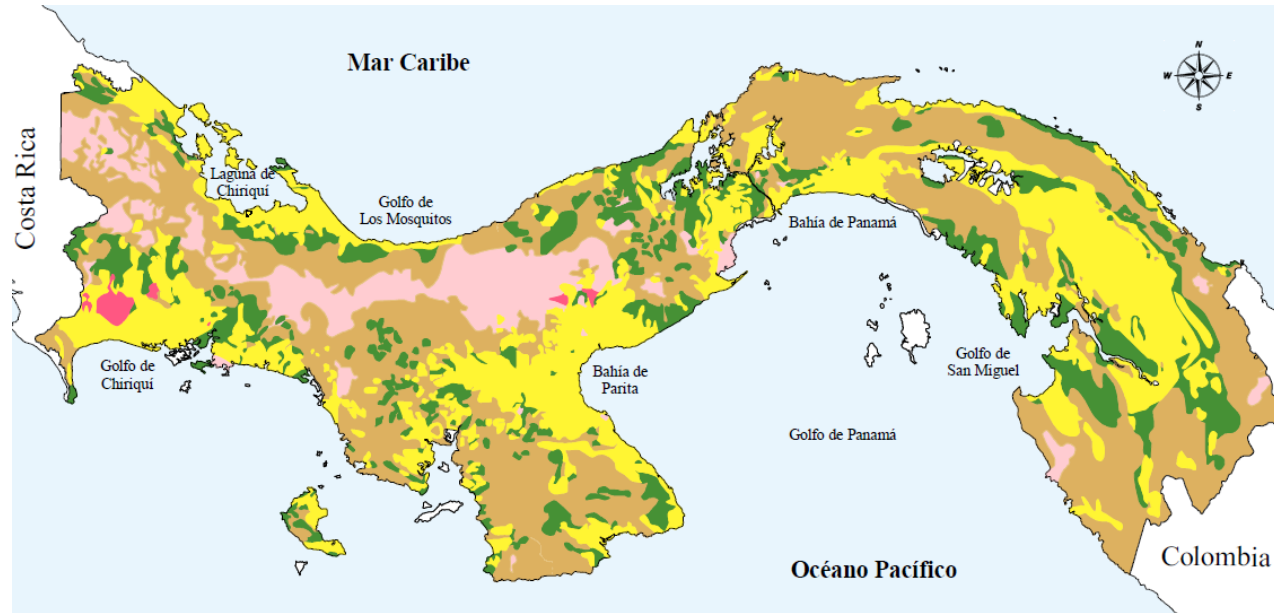 Mar Caribe
N
W
E
S
Costa Rica
Laguna de
Chiriquí
Golfo de
Los Mosquitos
Bahía de Panamá
Golfo de
Chiriquí
Bahía de
Parita
Golfo de
San Miguel
Golfo de Panamá
Océano Pacífico
Colombia